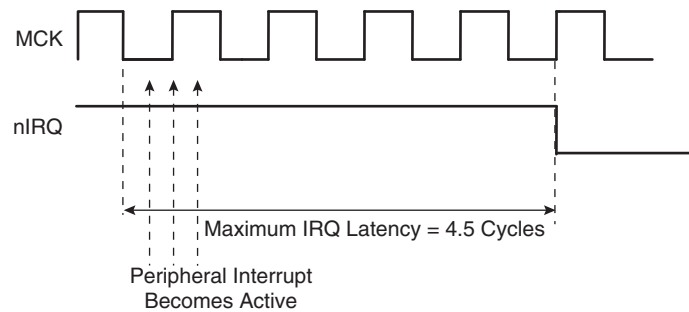 MCK
nIRQ
Maximum IRQ Latency = 4.5 Cycles
Peripheral Interrupt
Becomes Active